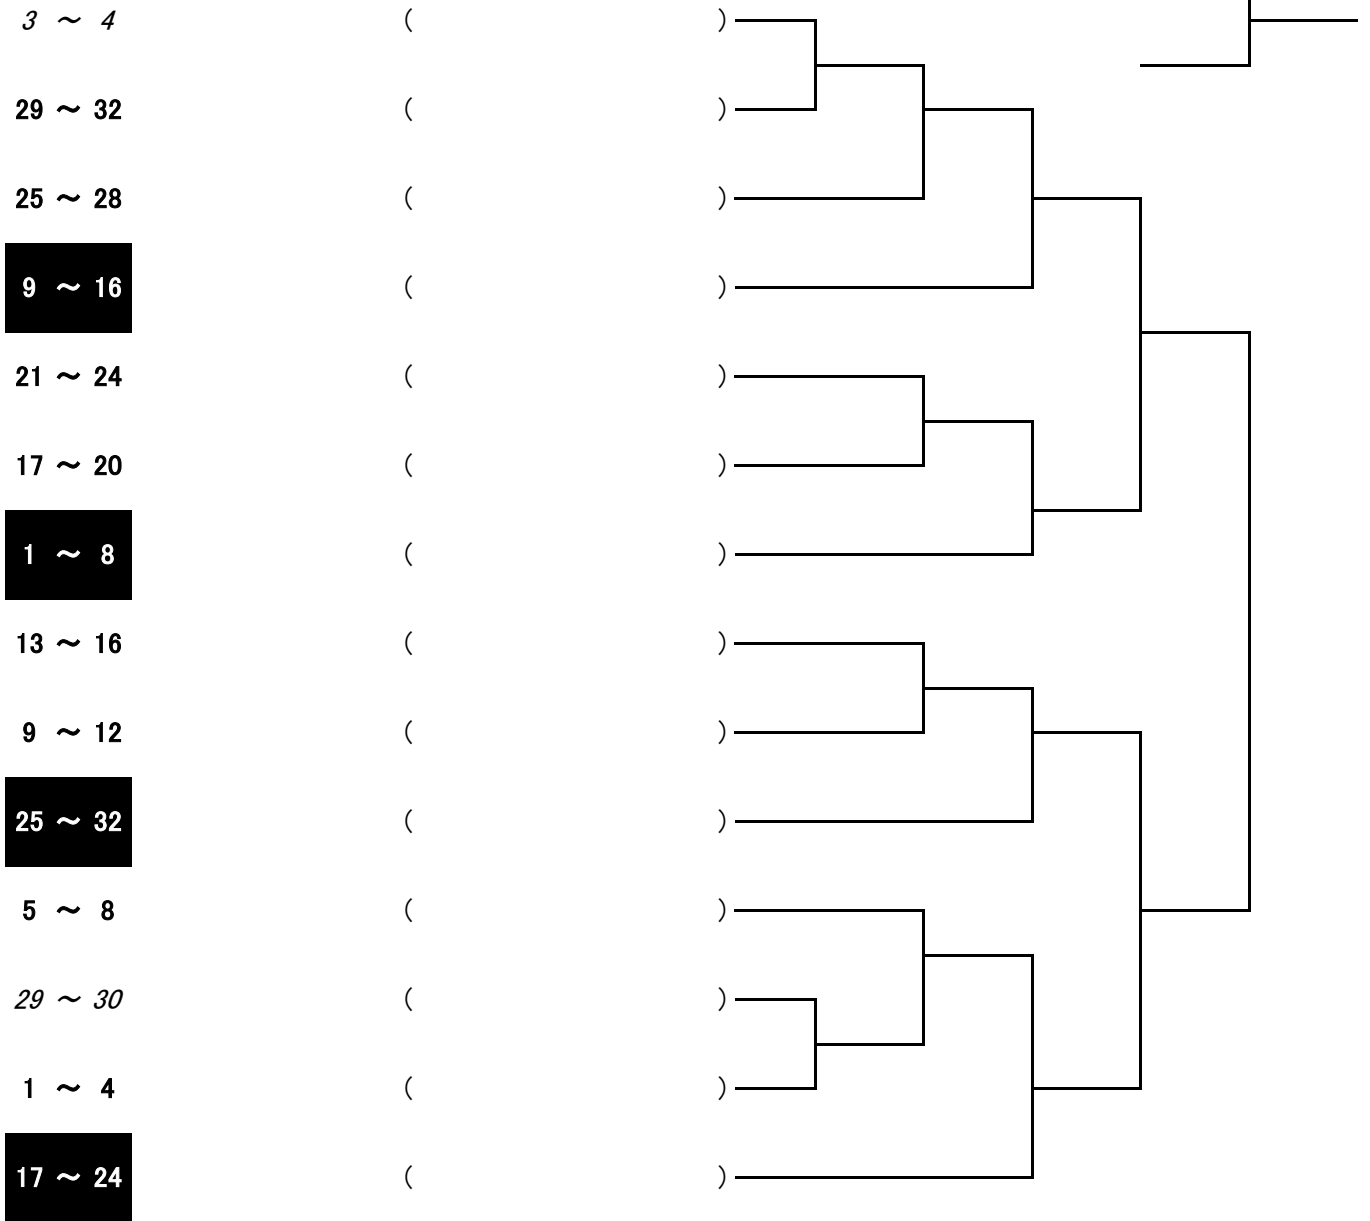 3 ～ 4 ( )
29 ～ 32 ( )
25 ～ 28 ( )
9 ～ 16 ( )
21 ～ 24 ( )
17 ～ 20 ( )
1 ～ 8 ( )
13 ～ 16 ( )
9 ～ 12 ( )
25 ～ 32 ( )
5 ～ 8 ( )
29 ～ 30 ( )
1 ～ 4 ( )
17 ～ 24 ( )